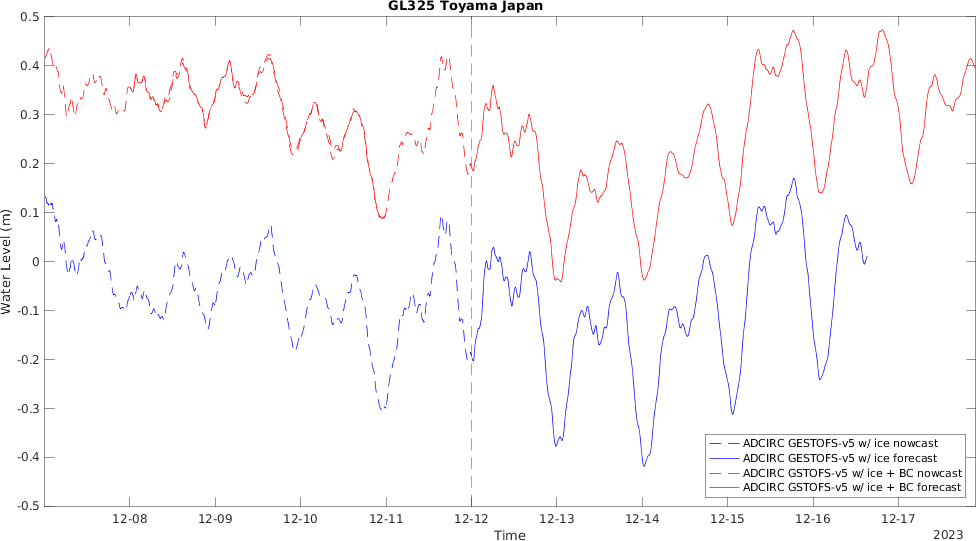 GL325 Toyama Japan
0.5
0.4
0.3
0.2
0.1
0
-0.1
-0.2
-0.3
-0.4
-0.5
Water Level (m)
ADCIRC GESTOFS-v5 w/ ice nowcast
ADCIRC GESTOFS-v5 w/ ice forecast
ADCIRC GSTOFS-v5 w/ ice + BC nowcast
ADCIRC GSTOFS-v5 w/ ice + BC forecast
12-08 12-09 12-10 12-11 12-12 12-13 12-14 12-15 12-16 12-17
Time
2023